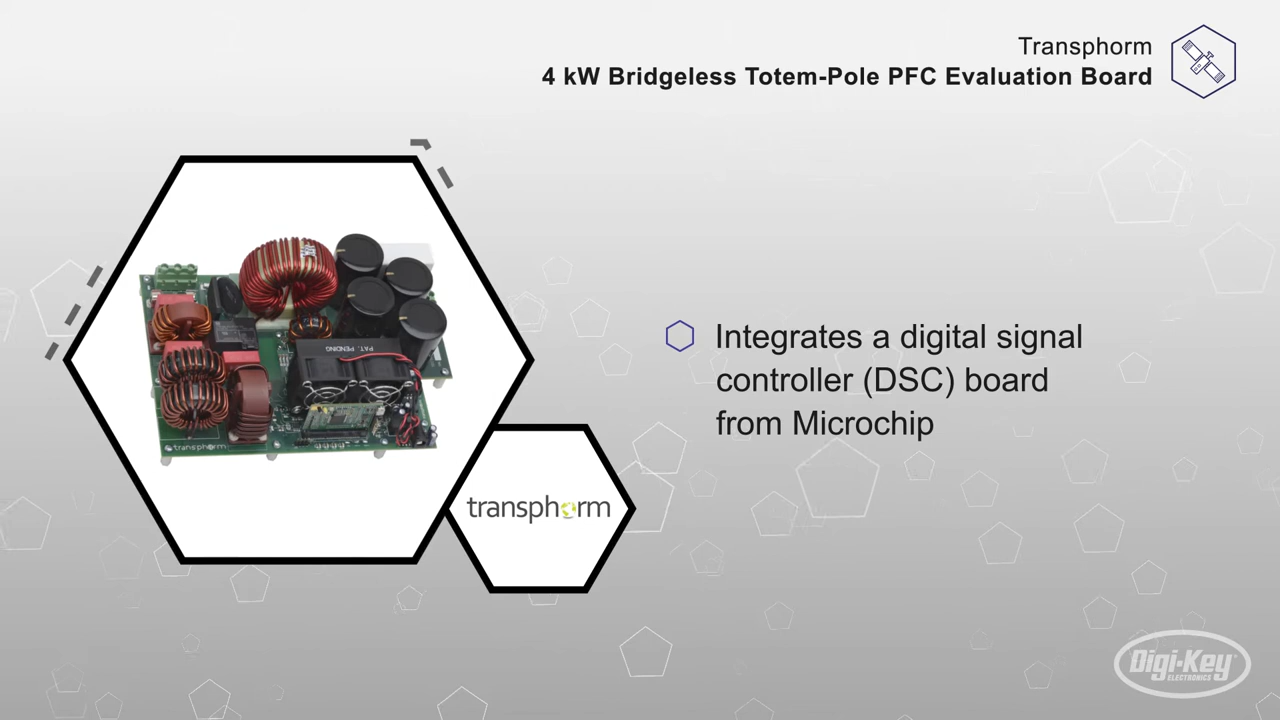 Transphorm
4 kW Bridgeless Totem-Pole PFC Evaluation Board
PAT. PENDING
transphorm
Integrates a digital signal
controller (DSC) board
from Microchip
transphorm
Digi-Key
ELECTRONICS